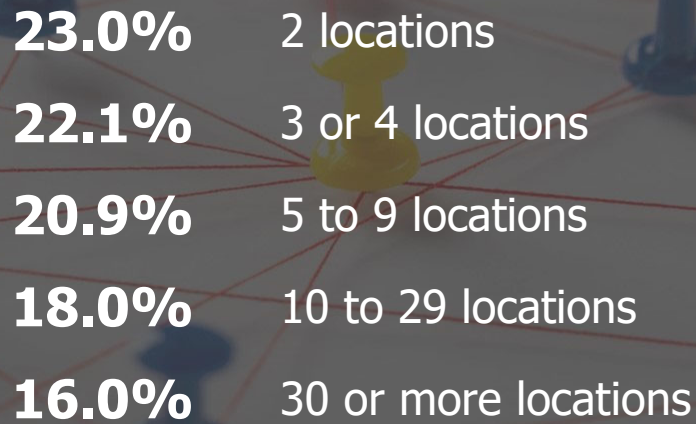 23.0% 2 locations
22.1% 3 or 4 locations
20.9% 5 to 9 locations
18.0% 10 to 29 locations
16.0% 30 or more locations